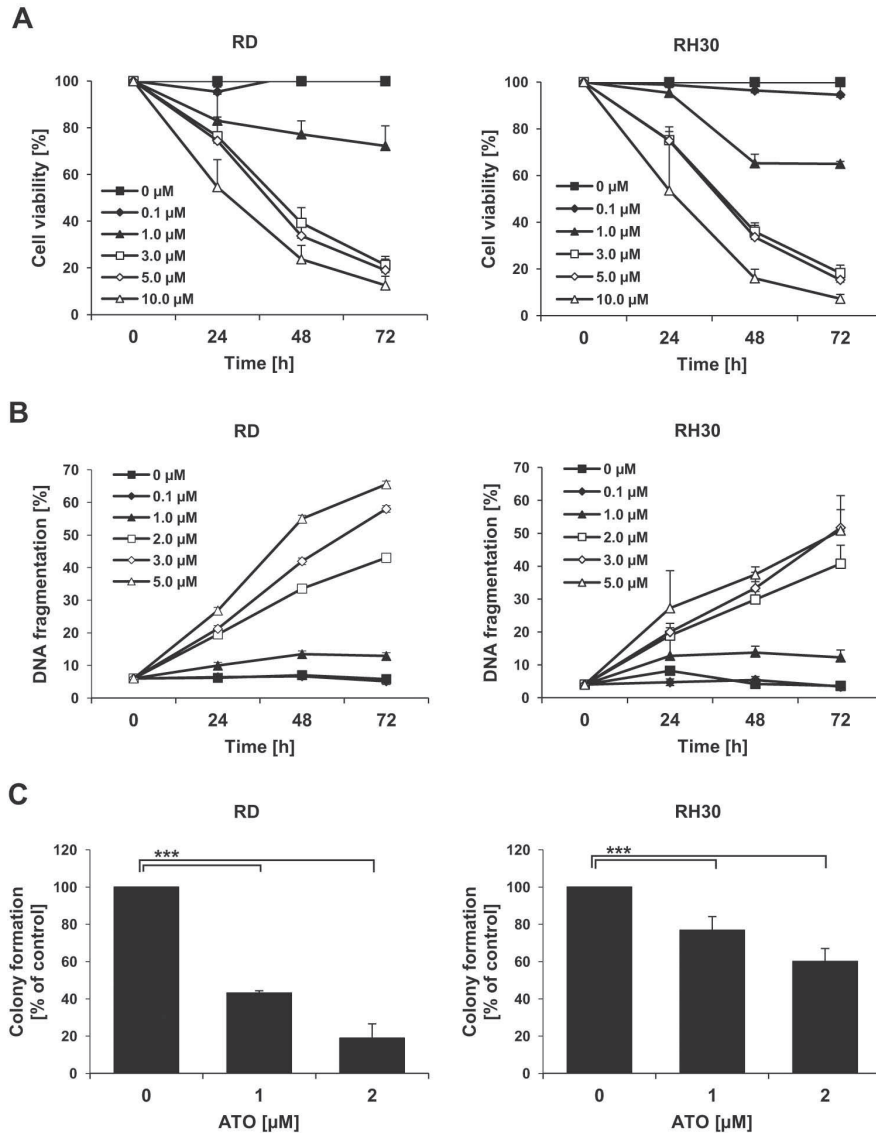 A
RD
RH30
Cell viability [%]
100
80
60
40
20
0
0 µM
0.1 µM
1.0 µM
3.0 µM
5.0 µM
10.0 µM
0 24 48 72
Time [h]
Cell viability [%]
100
80
60
40
20
0
0 µM
0.1 µM
1.0 µM
3.0 µM
5.0 µM
10.0 µM
0 24 48 72
Time [h]
B
RD
RH30
DNA fragmentation [%]
70
60
50
40
30
20
10
0
0 µM
0.1 µM
1.0 µM
2.0 µM
3.0 µM
5.0 µM
0 24 48 72
Time [h]
DNA fragmentation [%]
70
60
50
40
30
20
10
0
0 µM
0.1 µM
1.0 µM
2.0 µM
3.0 µM
5.0 µM
0 24 48 72
Time [h]
C
RD
RH30
Colony formation
[% of control]
120
100
80
60
40
20
0
***
0 1 2
ATO [µM]
Colony formation
[% of control]
120
100
80
60
40
20
0
***
0 1 2
ATO [µM]